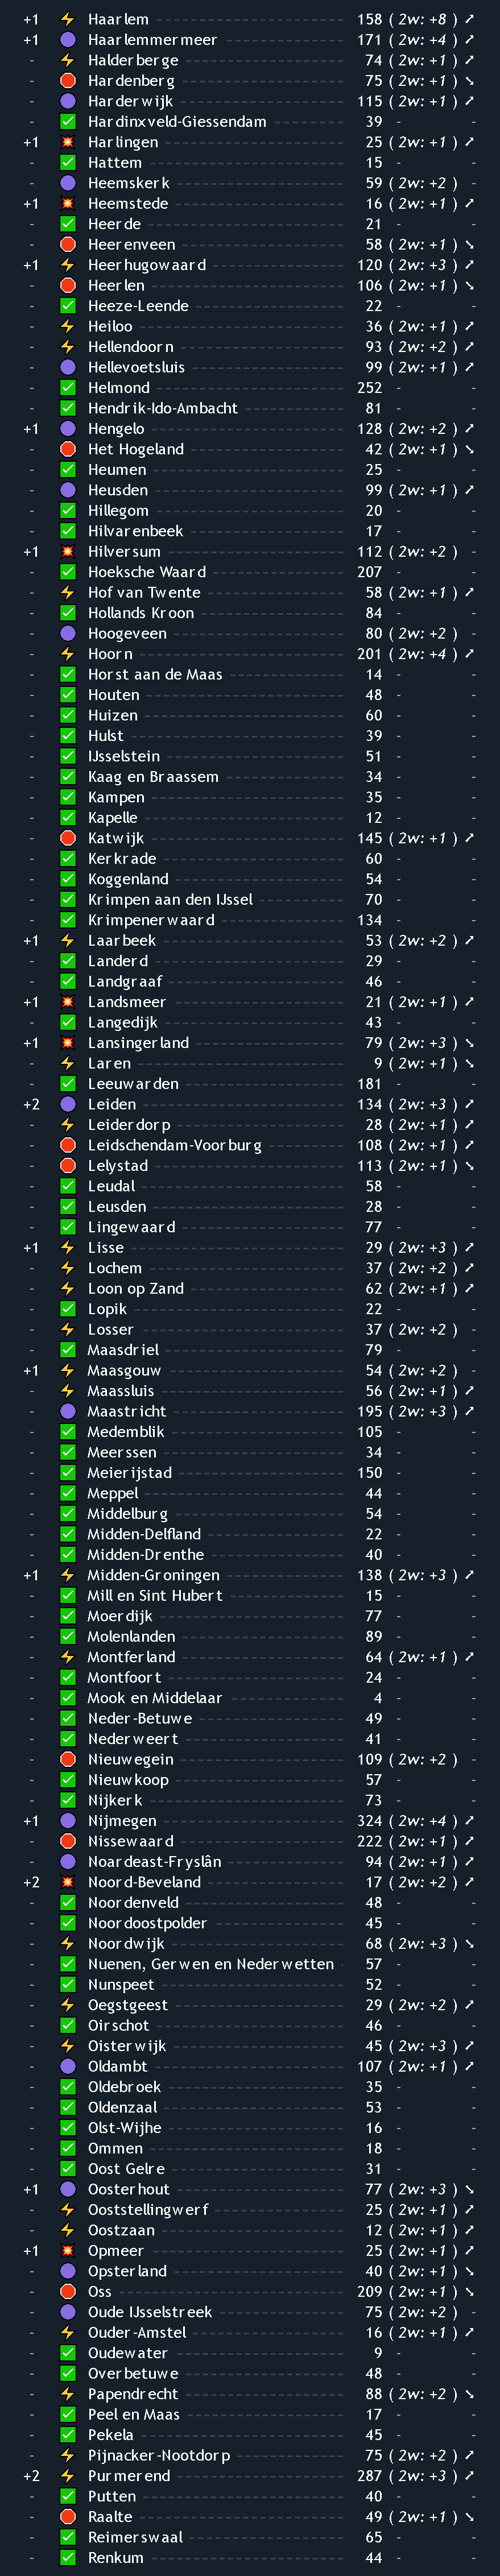 +1 ⚡ Haarlem 158 ( 2w: +8 ) ↗
+1 🟣 Haarlemmermeer 171 ( 2w: +4 ) ↗
- ⚡ Halderberge 74 ( 2w: +1 ) ↗
- 🛑 Hardenberg 75 ( 2w: +1 ) ↘
- 🟣 Harderwijk 115 ( 2w: +1 ) ↗
- ✅ Hardinxveld-Giessendam 39 - -
+1 💥 Harlingen 25 ( 2w: +1 ) ↗
- ✅ Hattem 15 - -
- 🟣 Heemskerk 59 ( 2w: +2 ) -
+1 💥 Heemstede 16 ( 2w: +1 ) ↗
- ✅ Heerde 21 - -
- 🛑 Heerenveen 58 ( 2w: +1 ) ↘
+1 ⚡ Heerhugowaard 120 ( 2w: +3 ) ↗
- 🛑 Heerlen 106 ( 2w: +1 ) ↘
- ✅ Heeze-Leende 22 - -
- ⚡ Heiloo 36 ( 2w: +1 ) ↗
- ⚡ Hellendoorn 93 ( 2w: +2 ) ↗
- 🟣 Hellevoetsluis 99 ( 2w: +1 ) ↗
- ✅ Helmond 252 - -
- ✅ Hendrik-Ido-Ambacht 81 - -
+1 🟣 Hengelo 128 ( 2w: +2 ) ↗
- 🛑 Het Hogeland 42 ( 2w: +1 ) ↘
- ✅ Heumen 25 - -
- 🟣 Heusden 99 ( 2w: +1 ) ↗
- ✅ Hillegom 20 - -
- ✅ Hilvarenbeek 17 - -
+1 💥 Hilversum 112 ( 2w: +2 ) -
- ✅ Hoeksche Waard 207 - -
- ⚡ Hof van Twente 58 ( 2w: +1 ) ↗
- ✅ Hollands Kroon 84 - -
- 🟣 Hoogeveen 80 ( 2w: +2 ) -
- ⚡ Hoorn 201 ( 2w: +4 ) ↗
- ✅ Horst aan de Maas 14 - -
- ✅ Houten 48 - -
- ✅ Huizen 60 - -
- ✅ Hulst 39 - -
- ✅ IJsselstein 51 - -
- ✅ Kaag en Braassem 34 - -
- ✅ Kampen 35 - -
- ✅ Kapelle 12 - -
- 🛑 Katwijk 145 ( 2w: +1 ) ↗
- ✅ Kerkrade 60 - -
- ✅ Koggenland 54 - -
- ✅ Krimpen aan den IJssel 70 - -
- ✅ Krimpenerwaard 134 - -
+1 ⚡ Laarbeek 53 ( 2w: +2 ) ↗
- ✅ Landerd 29 - -
- ✅ Landgraaf 46 - -
+1 💥 Landsmeer 21 ( 2w: +1 ) ↗
- ✅ Langedijk 43 - -
+1 💥 Lansingerland 79 ( 2w: +3 ) ↘
- ⚡ Laren 9 ( 2w: +1 ) ↘
- ✅ Leeuwarden 181 - -
+2 🟣 Leiden 134 ( 2w: +3 ) ↗
- ⚡ Leiderdorp 28 ( 2w: +1 ) ↗
- 🛑 Leidschendam-Voorburg 108 ( 2w: +1 ) ↗
- 🛑 Lelystad 113 ( 2w: +1 ) ↘
- ✅ Leudal 58 - -
- ✅ Leusden 28 - -
- ✅ Lingewaard 77 - -
+1 ⚡ Lisse 29 ( 2w: +3 ) ↗
- ⚡ Lochem 37 ( 2w: +2 ) ↗
- ⚡ Loon op Zand 62 ( 2w: +1 ) ↗
- ✅ Lopik 22 - -
- ⚡ Losser 37 ( 2w: +2 ) -
- ✅ Maasdriel 79 - -
+1 ⚡ Maasgouw 54 ( 2w: +2 ) -
- ⚡ Maassluis 56 ( 2w: +1 ) ↗
- 🟣 Maastricht 195 ( 2w: +3 ) ↗
- ✅ Medemblik 105 - -
- ✅ Meerssen 34 - -
- ✅ Meierijstad 150 - -
- ✅ Meppel 44 - -
- ✅ Middelburg 54 - -
- ✅ Midden-Delfland 22 - -
- ✅ Midden-Drenthe 40 - -
+1 ⚡ Midden-Groningen 138 ( 2w: +3 ) ↗
- ✅ Mill en Sint Hubert 15 - -
- ✅ Moerdijk 77 - -
- ✅ Molenlanden 89 - -
- ⚡ Montferland 64 ( 2w: +1 ) ↗
- ✅ Montfoort 24 - -
- ✅ Mook en Middelaar 4 - -
- ✅ Neder-Betuwe 49 - -
- ✅ Nederweert 41 - -
- 🛑 Nieuwegein 109 ( 2w: +2 ) -
- ✅ Nieuwkoop 57 - -
- ✅ Nijkerk 73 - -
+1 🟣 Nijmegen 324 ( 2w: +4 ) ↗
- 🛑 Nissewaard 222 ( 2w: +1 ) ↗
- 🟣 Noardeast-Fryslân 94 ( 2w: +1 ) ↗
+2 💥 Noord-Beveland 17 ( 2w: +2 ) ↗
- ✅ Noordenveld 48 - -
- ✅ Noordoostpolder 45 - -
- ⚡ Noordwijk 68 ( 2w: +3 ) ↘
- ✅ Nuenen, Gerwen en Nederwetten 57 - -
- ✅ Nunspeet 52 - -
- ⚡ Oegstgeest 29 ( 2w: +2 ) ↗
- ✅ Oirschot 46 - -
- ⚡ Oisterwijk 45 ( 2w: +3 ) ↗
- 🟣 Oldambt 107 ( 2w: +1 ) ↗
- ✅ Oldebroek 35 - -
- ✅ Oldenzaal 53 - -
- ✅ Olst-Wijhe 16 - -
- ✅ Ommen 18 - -
- ✅ Oost Gelre 31 - -
+1 🟣 Oosterhout 77 ( 2w: +3 ) ↘
- ⚡ Ooststellingwerf 25 ( 2w: +1 ) ↗
- ⚡ Oostzaan 12 ( 2w: +1 ) ↗
+1 💥 Opmeer 25 ( 2w: +1 ) ↗
- 🟣 Opsterland 40 ( 2w: +1 ) ↘
- 🛑 Oss 209 ( 2w: +1 ) ↘
- 🟣 Oude IJsselstreek 75 ( 2w: +2 ) -
- ⚡ Ouder-Amstel 16 ( 2w: +1 ) ↗
- ✅ Oudewater 9 - -
- ✅ Overbetuwe 48 - -
- ⚡ Papendrecht 88 ( 2w: +2 ) ↘
- ✅ Peel en Maas 17 - -
- ✅ Pekela 45 - -
- ⚡ Pijnacker-Nootdorp 75 ( 2w: +2 ) ↗
+2 ⚡ Purmerend 287 ( 2w: +3 ) ↗
- ✅ Putten 40 - -
- 🛑 Raalte 49 ( 2w: +1 ) ↘
- ✅ Reimerswaal 65 - -
- ✅ Renkum 44 - -